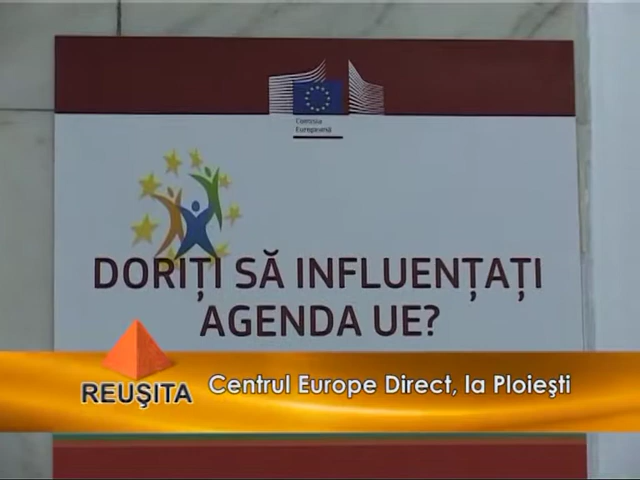 Comisia
Europeană
DORIȚI SĂ INFLUENȚAȚI
AGENDA UE?
REUŞITA
Centrul Europe Direct, la Ploieşti